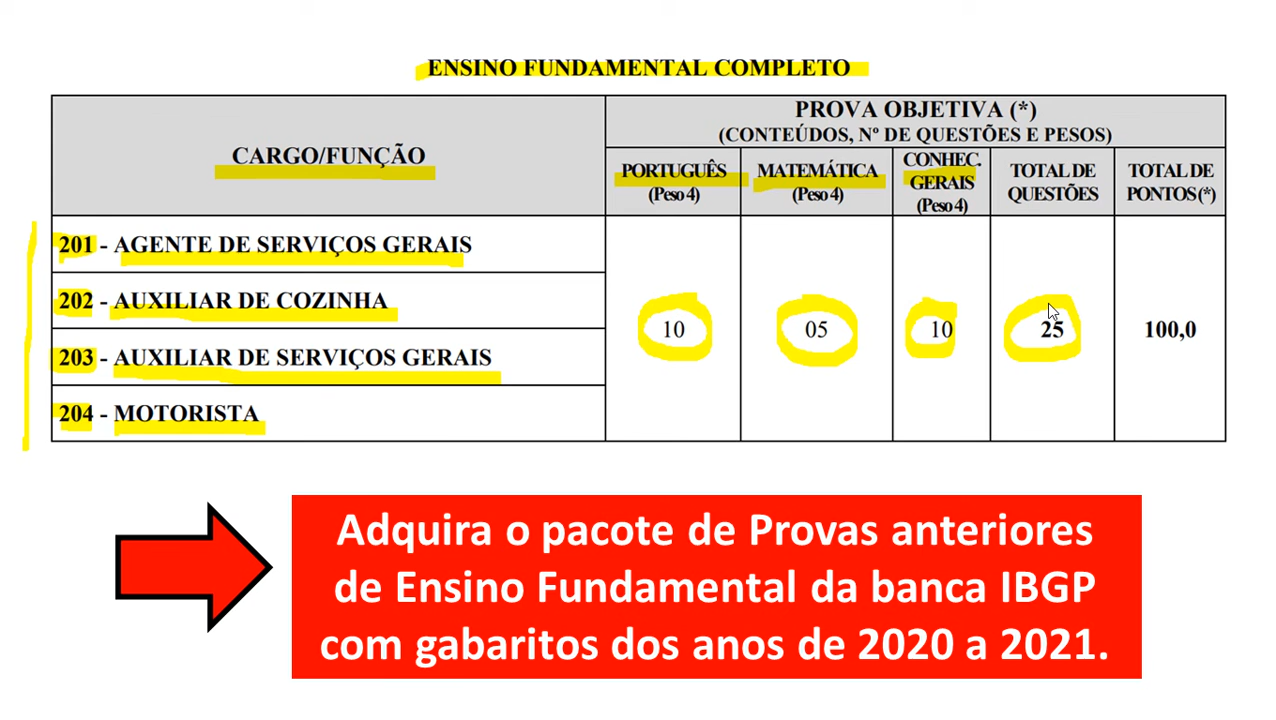 ENSINO FUNDAMENTAL COMPLETO
CARGO/FUNÇÃO
PROVA OBJETIVA (*)
(CONTEÚDOS, Nº DE QUESTÕES E PESOS)
PORTUGUÊS
(Peso 4)
MATEMÁTICA
(Peso 4)
CONHEC.
GERAIS
(Peso 4)
TOTAL DE
QUESTÕES
TOTAL DE
PONTOS (*)
201 - AGENTE DE SERVIÇOS GERAIS
202 - AUXILIAR DE COZINHA
203 - AUXILIAR DE SERVIÇOS GERAIS
204 - MOTORISTA
10
05
10
25
100,0
Adquira o pacote de Provas anteriores
de Ensino Fundamental da banca IBGP
com gabaritos dos anos de 2020 a 2021.